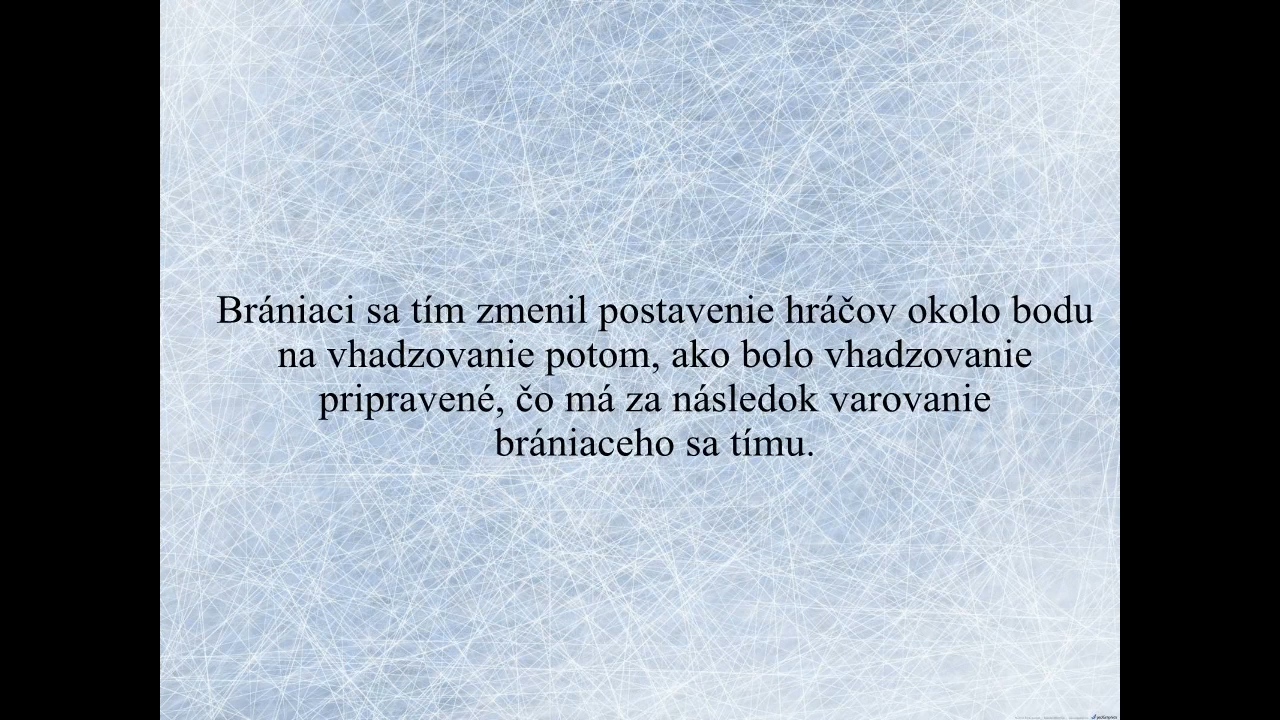 Brániaci sa tím zmenil postavenie hráčov okolo bodu
na vhadzovanie potom, ako bolo vhadzovanie
pripravené, čo má za následok varovanie
brániaceho sa tímu.